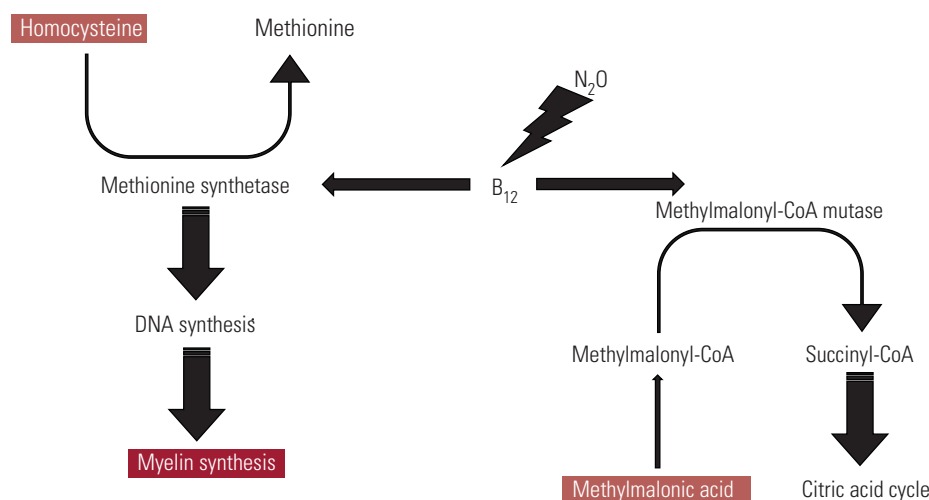 Homocysteine
Methionine
N₂O
Methionine synthetase
B₁₂
Methylmalonyl-CoA mutase
DNA synthesis
Methylmalonyl-CoA
Succinyl-CoA
Myelin synthesis
Methylmalonic acid
Citric acid cycle